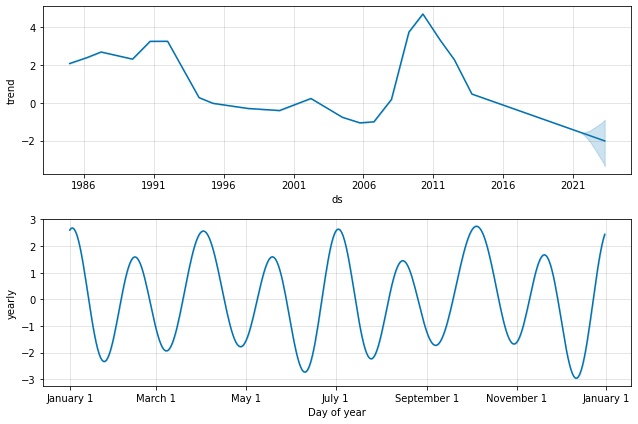 4
2
0
−2
trend
1986
1991
1996
2001
2006
2011
2016
2021
ds
3
2
1
0
−1
−2
−3
yearly
January 1
March 1
May 1
July 1
September 1
November 1
January 1
Day of year